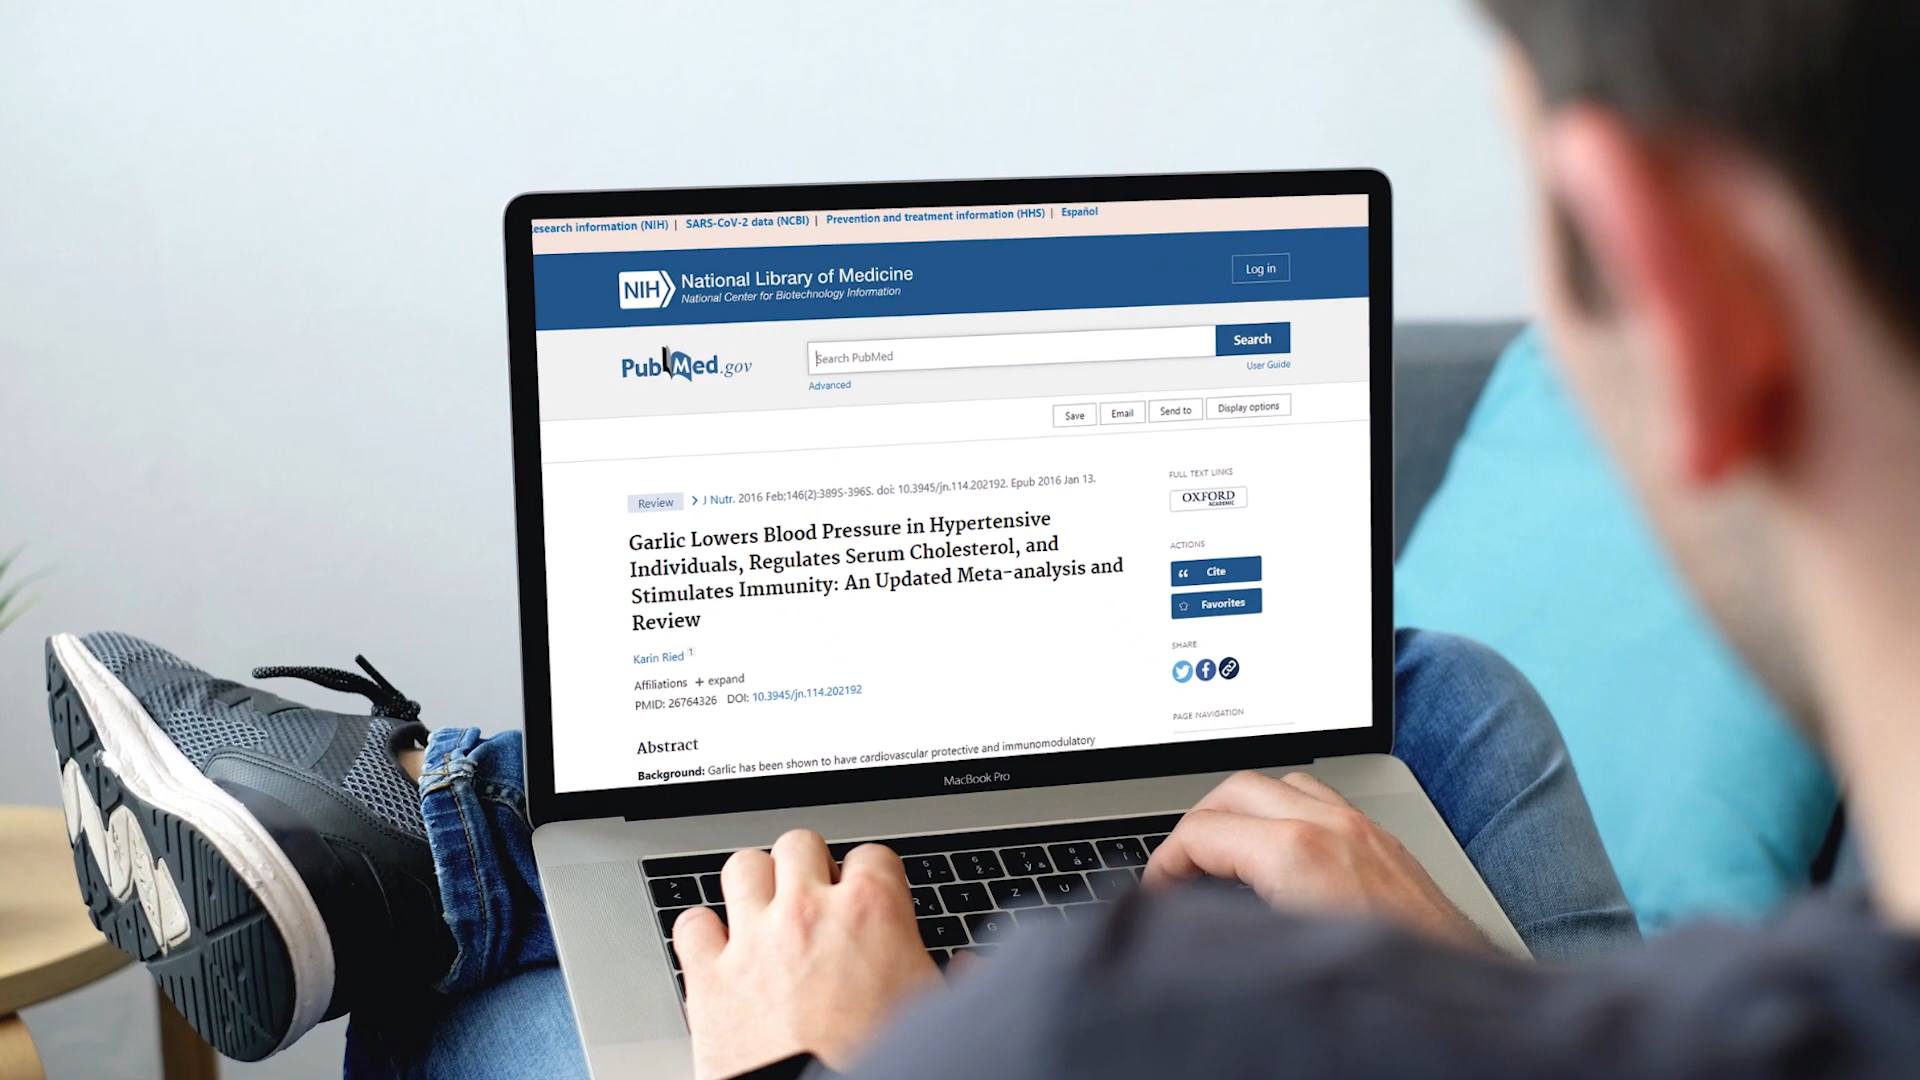 esearch information (NIH) | SARS-CoV-2 data (NCBI) | Prevention and treatment information (HHS) | Español
NIH National Library of Medicine
National Center for Biotechnology Information
Log in
PubMed.gov
Search PubMed
Search
Advanced
User Guide
Save Email Send to Display options
Review > J Nutr. 2016 Feb;146(2):389S-396S. doi: 10.3945/jn.114.202192. Epub 2016 Jan 13.
Garlic Lowers Blood Pressure in Hypertensive
Individuals, Regulates Serum Cholesterol, and
Stimulates Immunity: An Updated Meta-analysis and
Review
Karin Ried 1
Affiliations + expand
PMID: 26764326 DOI: 10.3945/jn.114.202192
Abstract
Background: Garlic has been shown to have cardiovascular protective and immunomodulatory
FULL TEXT LINKS
OXFORD
ACADEMIC
ACTIONS
Cite
Favorites
SHARE
PAGE NAVIGATION
MacBook Pro
5 6 7 8 9
ř ž ý á í
R T Z U
F G